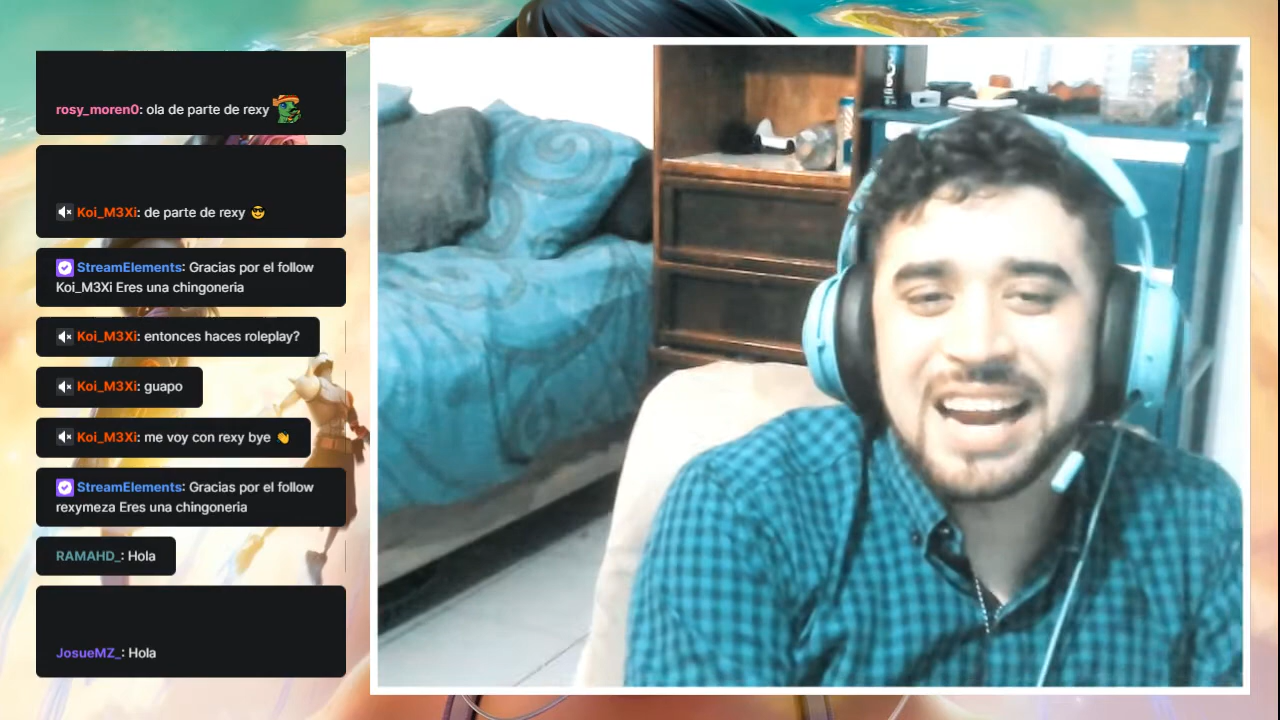 rosy_moren0: ola de parte de rexy
Koi_M3Xi: de parte de rexy 😎
StreamElements: Gracias por el follow
Koi_M3Xi Eres una chingoneria
Koi_M3Xi: entonces haces roleplay?
Koi_M3Xi: guapo
Koi_M3Xi: me voy con rexy bye 👋
StreamElements: Gracias por el follow
rexymeza Eres una chingoneria
RAMAHD_: Hola
JosueMZ_: Hola